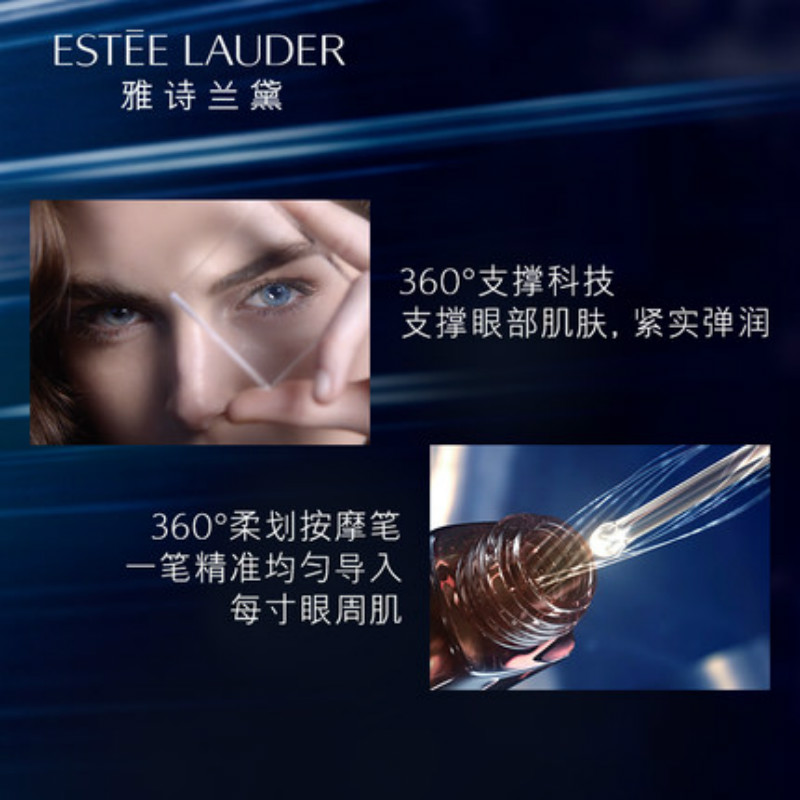 ESTĒE LAUDER
雅诗兰黛
360°支撑科技
支撑眼部肌肤, 紧实弹润
360°柔划按摩笔
一笔精准均匀导入
每寸眼周肌